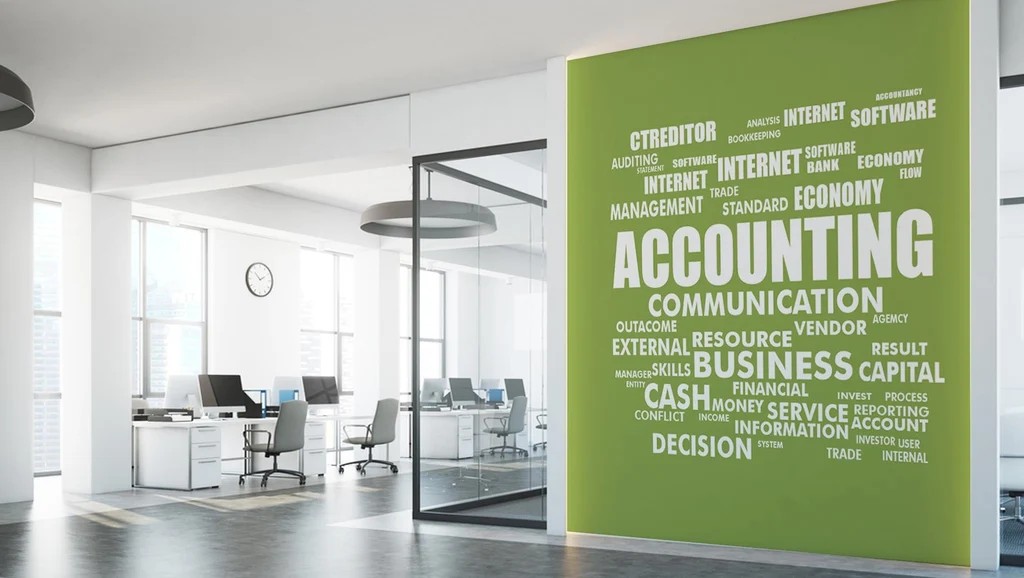 ACCOUNTANCY
ANALYSIS INTERNET SOFTWARE
CTREDITOR BOOKKEEPING
AUDITING STATEMENT SOFTWARE INTERNET SOFTWARE BANK ECONOMY FLOW
INTERNET TRADE
MANAGEMENT STANDARD ECONOMY
ACCOUNTING
COMMUNICATION
OUTACOME VENDOR AGEMCY
EXTERNAL RESOURCE RESULT
MANAGER SKILLS BUSINESS CAPITAL
ENTITY CASH FINANCIAL INVEST PROCESS
CONFLICT INCOME MONEY SERVICE REPORTING
INFORMATION ACCOUNT
DECISION SYSTEM INVESTOR USER
TRADE INTERNAL